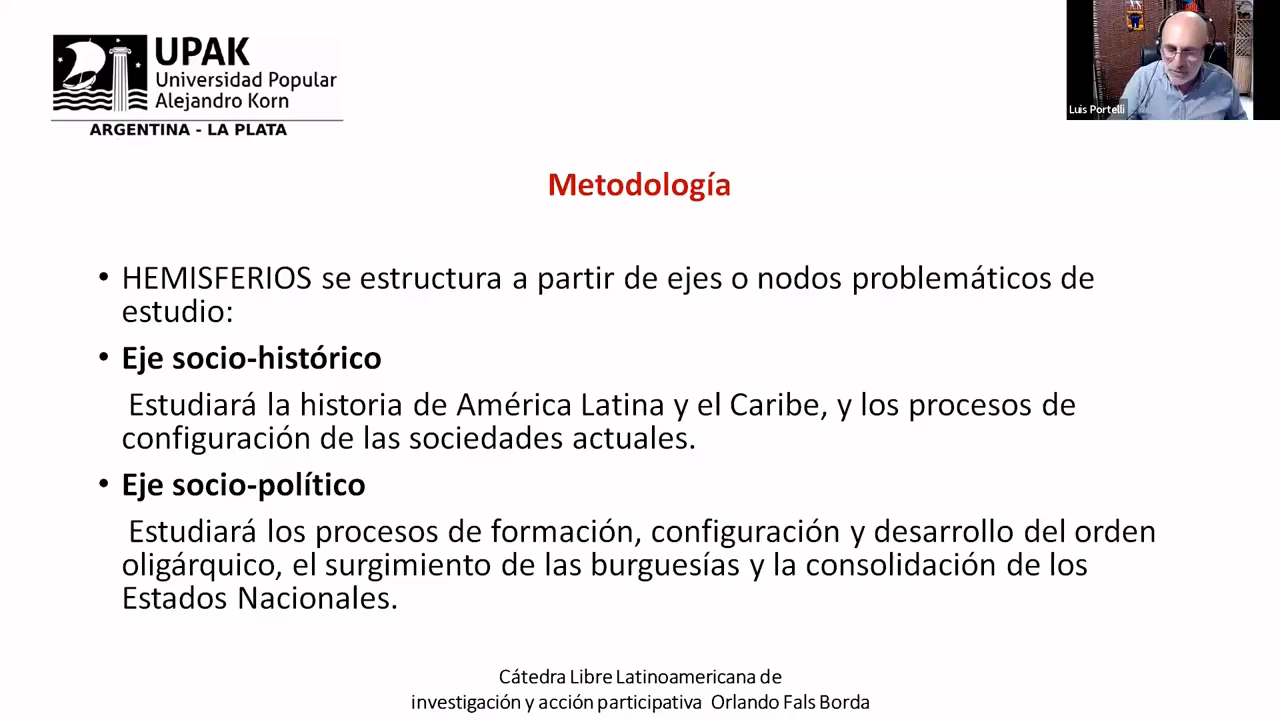 UPAK
Universidad Popular
Alejandro Korn
ARGENTINA - LA PLATA
Luis Portelli
Metodología
• HEMISFERIOS se estructura a partir de ejes o nodos problemáticos de
estudio:
• Eje socio-histórico
Estudiará la historia de América Latina y el Caribe, y los procesos de
configuración de las sociedades actuales.
• Eje socio-político
Estudiará los procesos de formación, configuración y desarrollo del orden
oligárquico, el surgimiento de las burguesías y la consolidación de los
Estados Nacionales.
Cátedra Libre Latinoamericana de
investigación y acción participativa Orlando Fals Borda